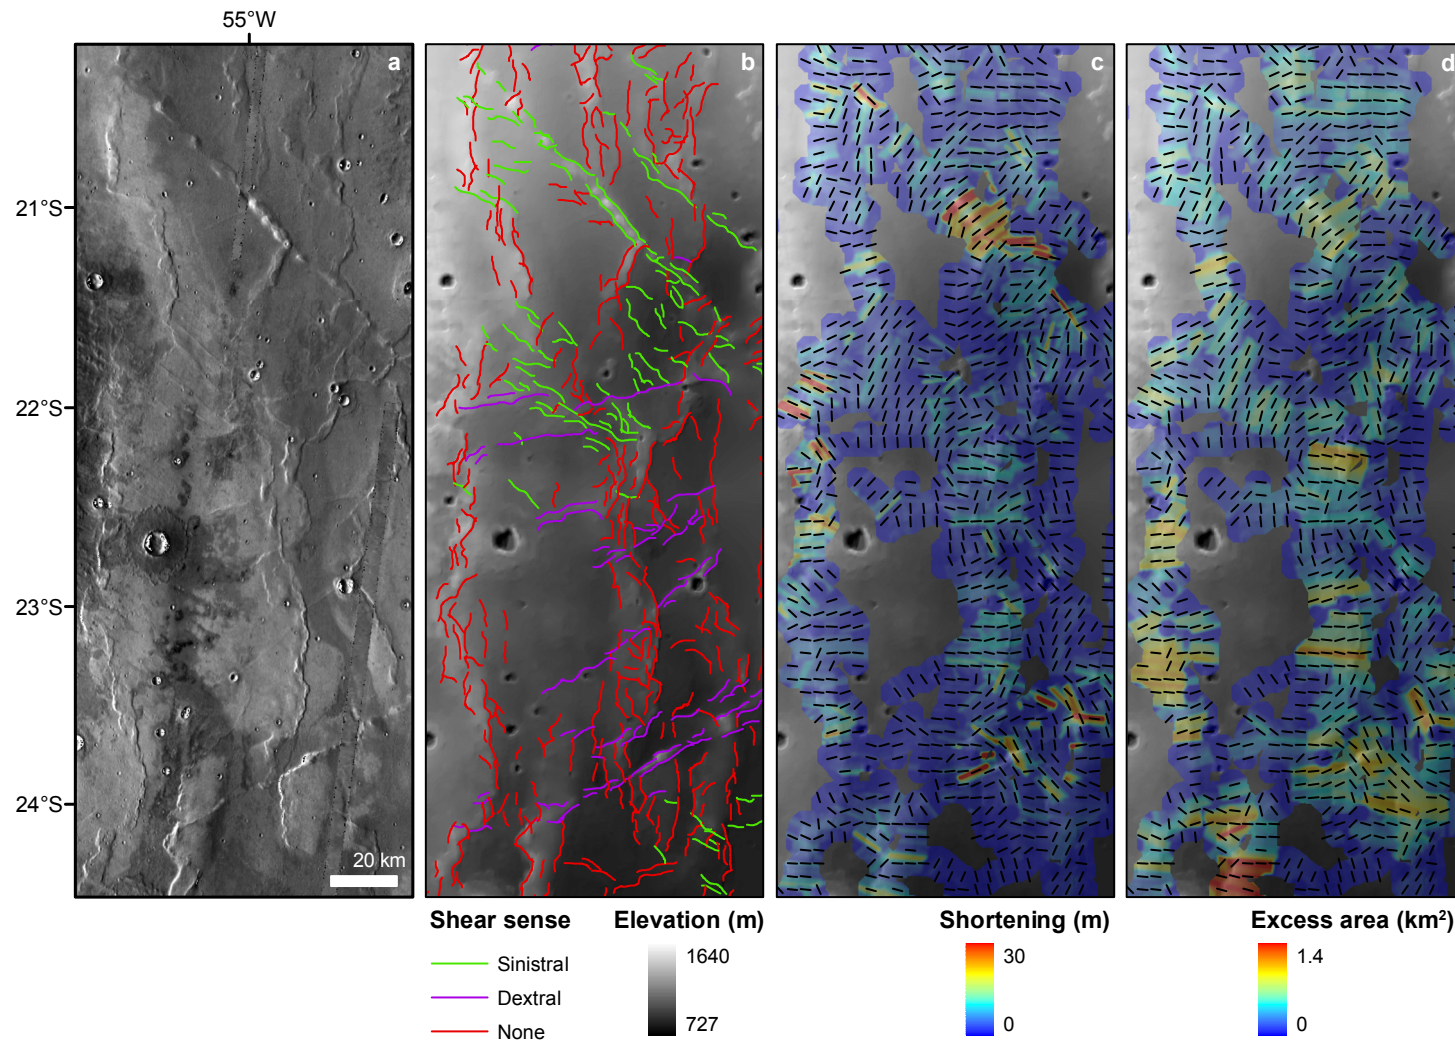 55°W
a
b
c
d
21°S
22°S
23°S
24°S
20 km
Shear sense
Sinistral
Dextral
None
Elevation (m)
1640
727
Shortening (m)
30
0
Excess area (km²)
1.4
0